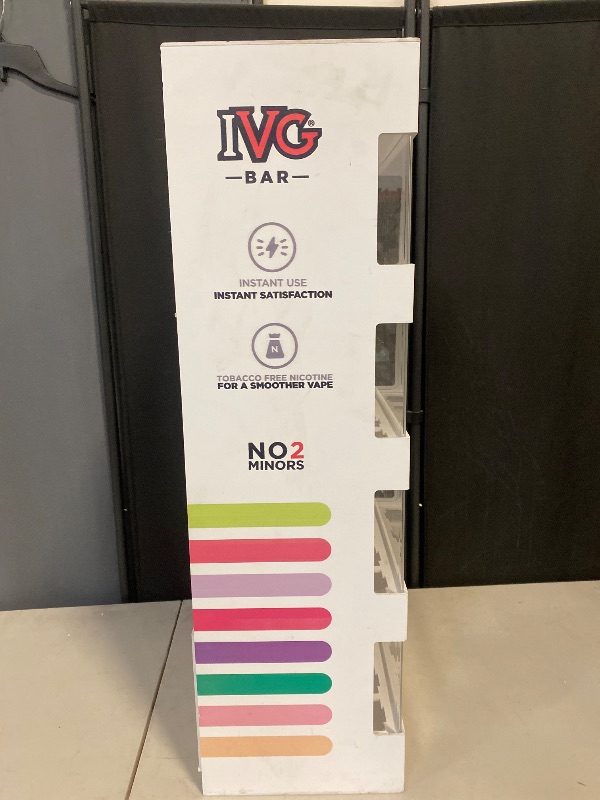 IVG®
—BAR—
INSTANT USE
INSTANT SATISFACTION
N
TOBACCO FREE NICOTINE
FOR A SMOOTHER VAPE
NO2
MINORS